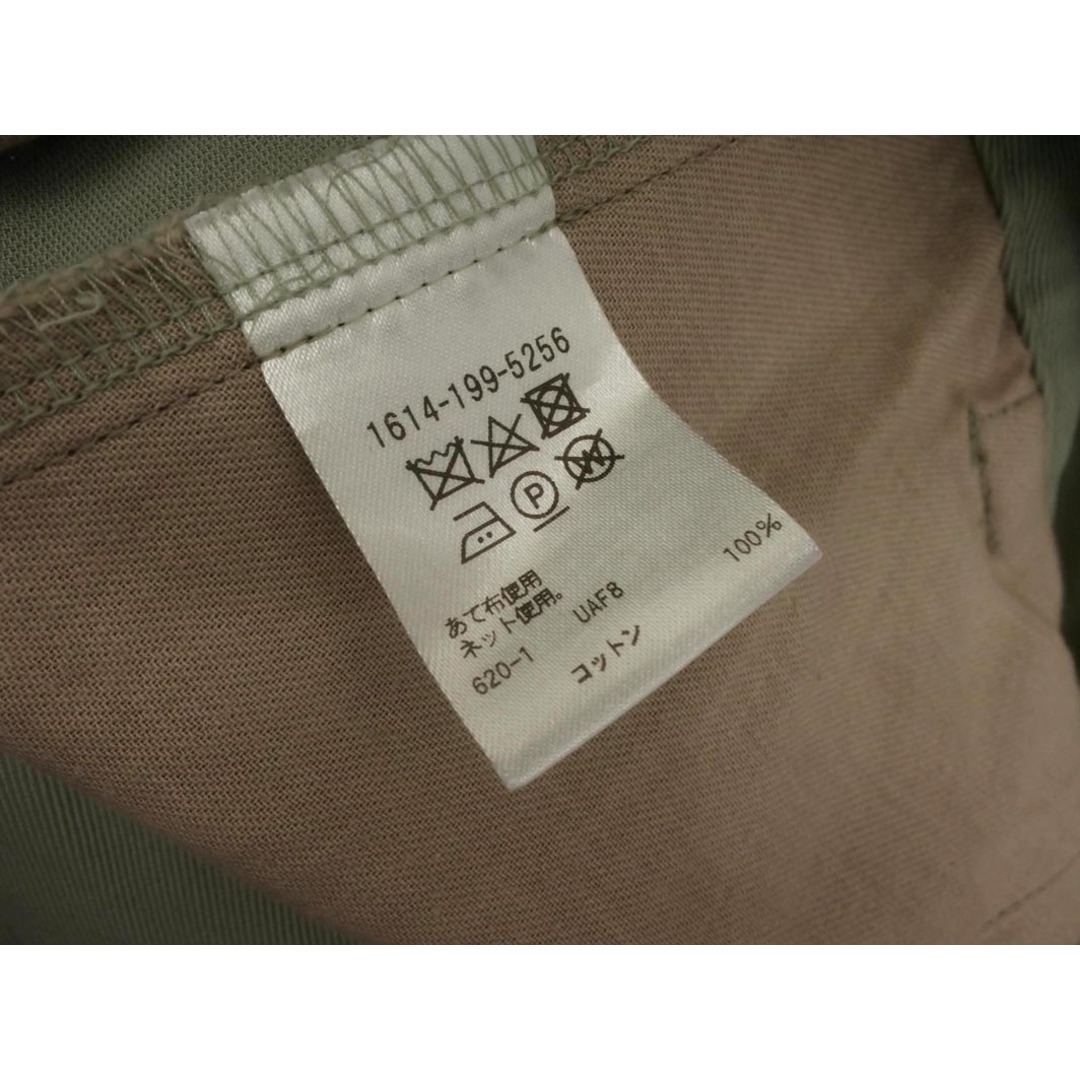 1614-199-5256
P W
あて布使用
ネット使用。
620-1 UAF8
コットン 100%